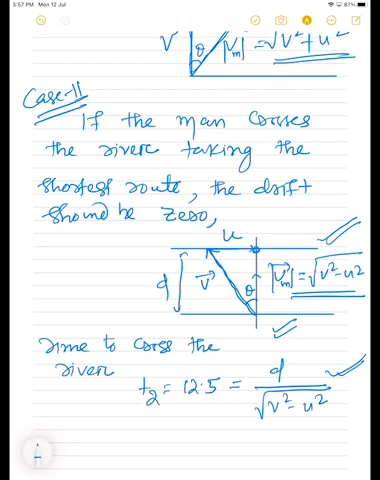 3:57 PM Mon 12 Jul
87%
V θ |Vm| = √V² + u²
Case-II
If the man crosses
the river taking the
shortest route, the drift
should be zero,
u
d V⃗ θ |V⃗m| = √V² - u²
Time to cross the
river
t₂ = 12.5 = d / √V² - u²